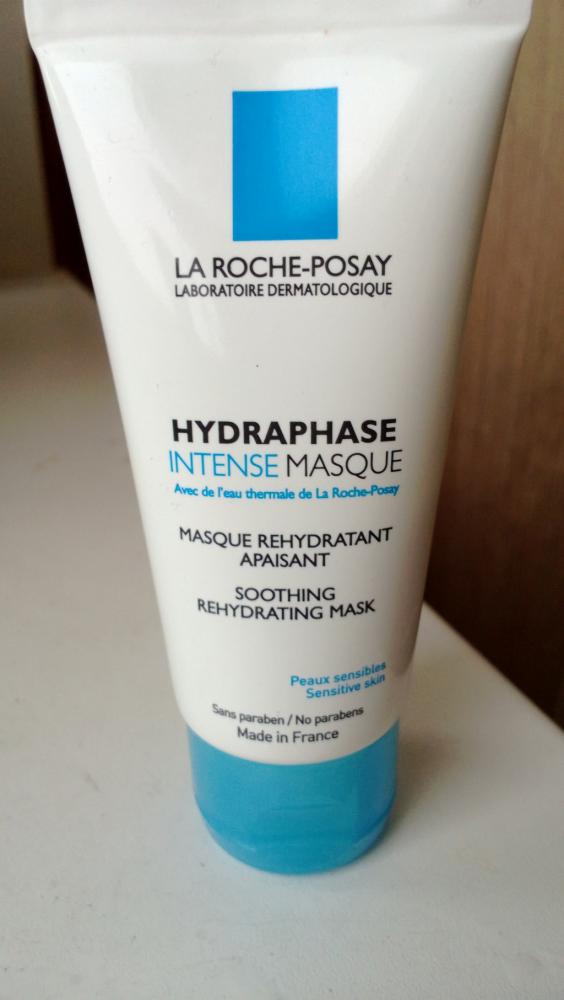 LA ROCHE-POSAY
LABORATOIRE DERMATOLOGIQUE
HYDRAPHASE
INTENSE MASQUE
Avec de l'eau thermale de La Roche-Posay
MASQUE REHYDRATANT
APAISANT
SOOTHING
REHYDRATING MASK
Peaux sensibles
Sensitive skin
Sans paraben / No parabens
Made in France